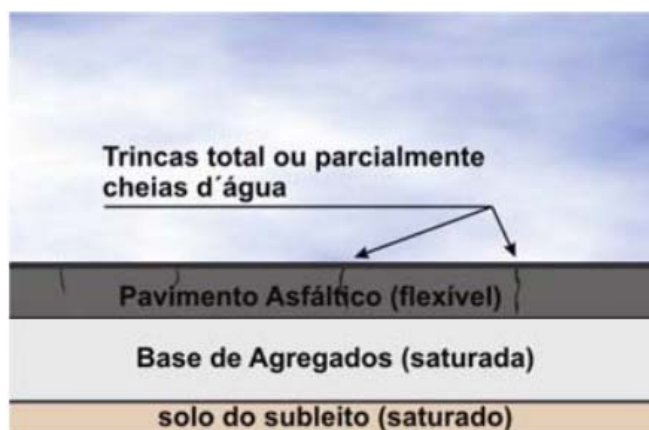 Trincas total ou parcialmente
cheias d´água
Pavimento Asfáltico (flexível)
Base de Agregados (saturada)
solo do subleito (saturado)